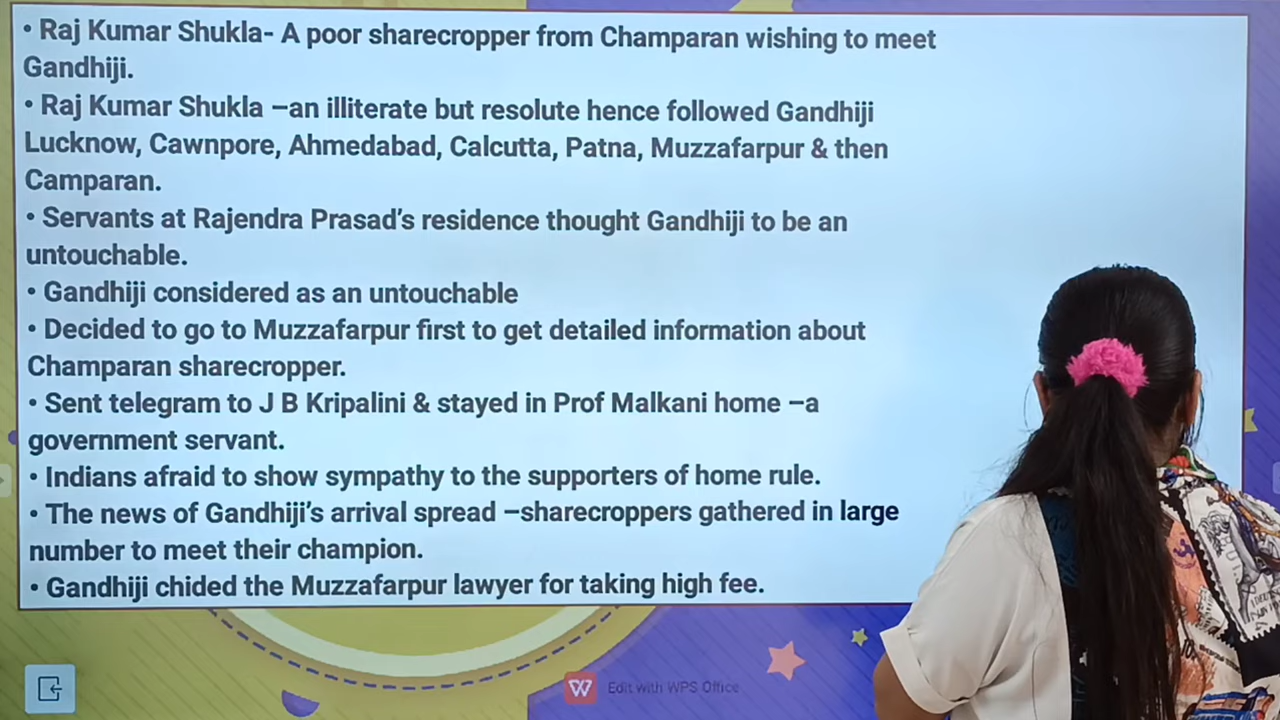 • Raj Kumar Shukla- A poor sharecropper from Champaran wishing to meet
Gandhiji.
• Raj Kumar Shukla –an illiterate but resolute hence followed Gandhiji
Lucknow, Cawnpore, Ahmedabad, Calcutta, Patna, Muzzafarpur & then
Camparan.
• Servants at Rajendra Prasad's residence thought Gandhiji to be an
untouchable.
• Gandhiji considered as an untouchable
• Decided to go to Muzzafarpur first to get detailed information about
Champaran sharecropper.
• Sent telegram to J B Kripalini & stayed in Prof Malkani home –a
government servant.
• Indians afraid to show sympathy to the supporters of home rule.
• The news of Gandhiji's arrival spread –sharecroppers gathered in large
number to meet their champion.
• Gandhiji chided the Muzzafarpur lawyer for taking high fee.
Edit with WPS Office